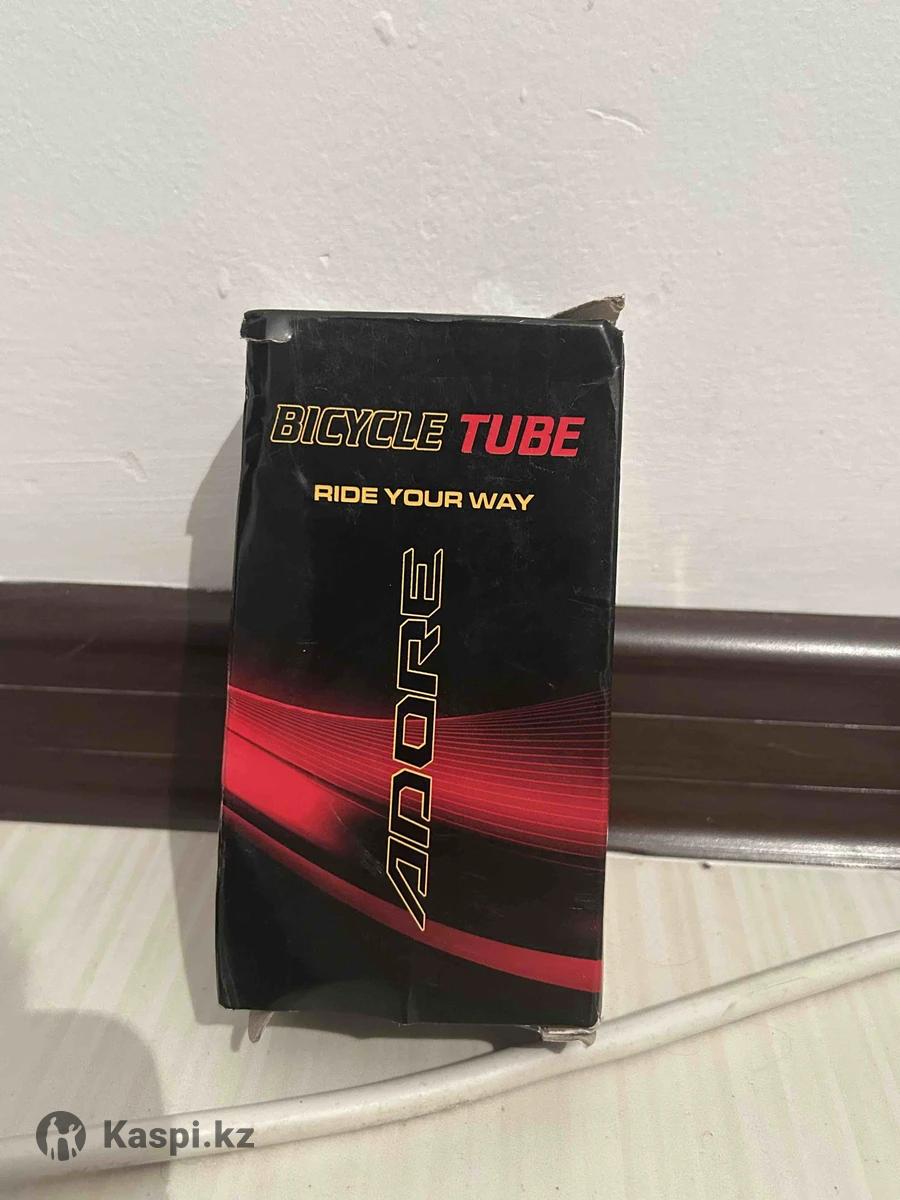 BICYCLE TUBE
RIDE YOUR WAY
ADORE
Kaspi.kz